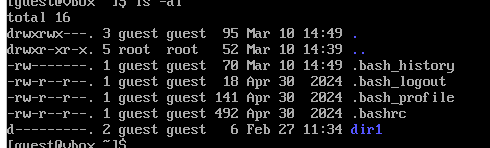 [guest@vbox ~]$ ls -al
total 16
drwxrwx---. 3 guest guest  95 Mar 10 14:49 .
drwxr-xr-x. 5 root  root   52 Mar 10 14:39 ..
-rw-------. 1 guest guest  70 Mar 10 14:49 .bash_history
-rw-r--r--. 1 guest guest  18 Apr 30  2024 .bash_logout
-rw-r--r--. 1 guest guest 141 Apr 30  2024 .bash_profile
-rw-r--r--. 1 guest guest 492 Apr 30  2024 .bashrc
d---------. 2 guest guest   6 Feb 27 11:34 dir1
[guest@vbox ~]$